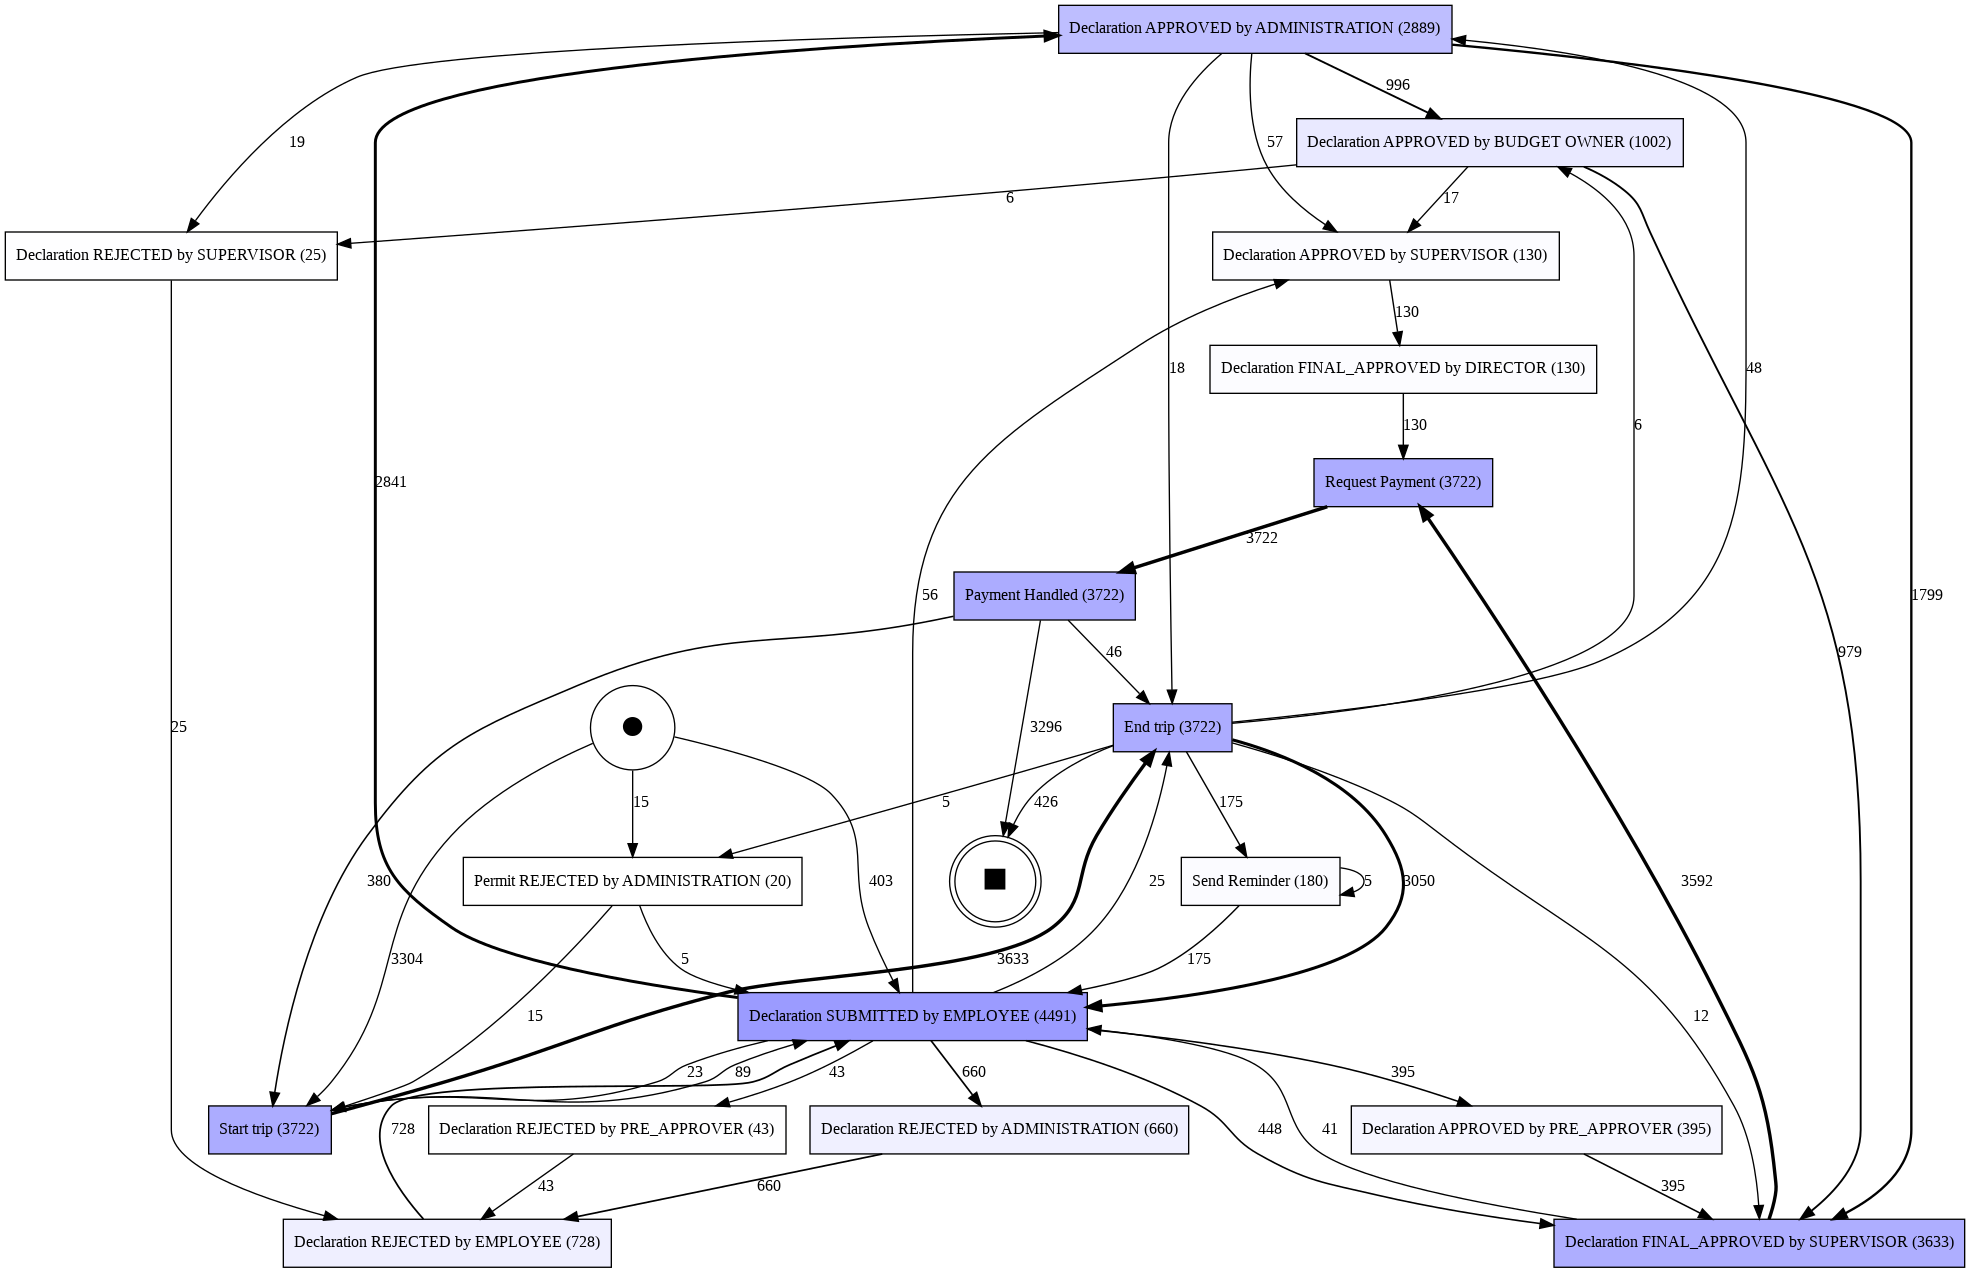 Declaration APPROVED by ADMINISTRATION (2889)
996
19
57
Declaration APPROVED by BUDGET OWNER (1002)
6
17
Declaration REJECTED by SUPERVISOR (25)
Declaration APPROVED by SUPERVISOR (130)
130
18
Declaration FINAL_APPROVED by DIRECTOR (130)
48
130
6
2841
Request Payment (3722)
3722
Payment Handled (3722)
56
1799
46
979
25
3296
End trip (3722)
15
5
426
175
380
Permit REJECTED by ADMINISTRATION (20)
403
25
Send Reminder (180)
5
3050
3592
3304
5
3633
175
15
Declaration SUBMITTED by EMPLOYEE (4491)
12
23
89
43
660
395
Start trip (3722)
728
Declaration REJECTED by PRE_APPROVER (43)
Declaration REJECTED by ADMINISTRATION (660)
448
41
Declaration APPROVED by PRE_APPROVER (395)
43
660
395
Declaration REJECTED by EMPLOYEE (728)
Declaration FINAL_APPROVED by SUPERVISOR (3633)